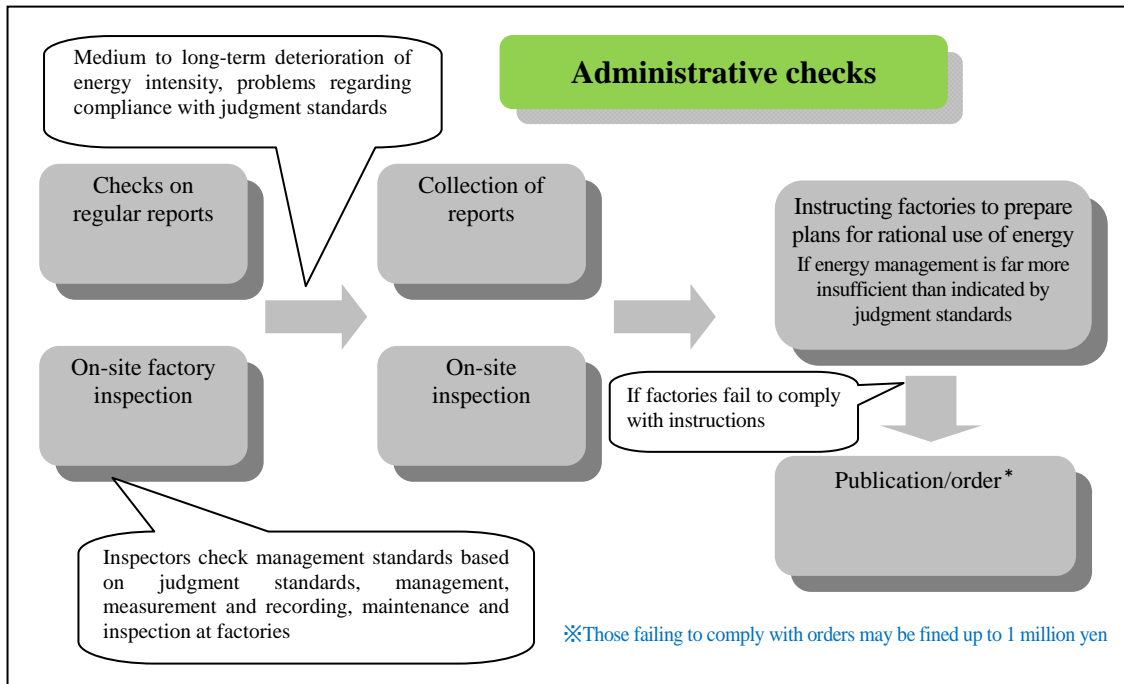 Medium to long-term deterioration of
energy intensity, problems regarding
compliance with judgment standards
Administrative checks
Checks on
regular reports
Collection of
reports
Instructing factories to prepare
plans for rational use of energy
If energy management is far more
insufficient than indicated by
judgment standards
On-site factory
inspection
On-site
inspection
If factories fail to comply
with instructions
Publication/order*
Inspectors check management standards based
on judgment standards, management,
measurement and recording, maintenance and
inspection at factories
※Those failing to comply with orders may be fined up to 1 million yen